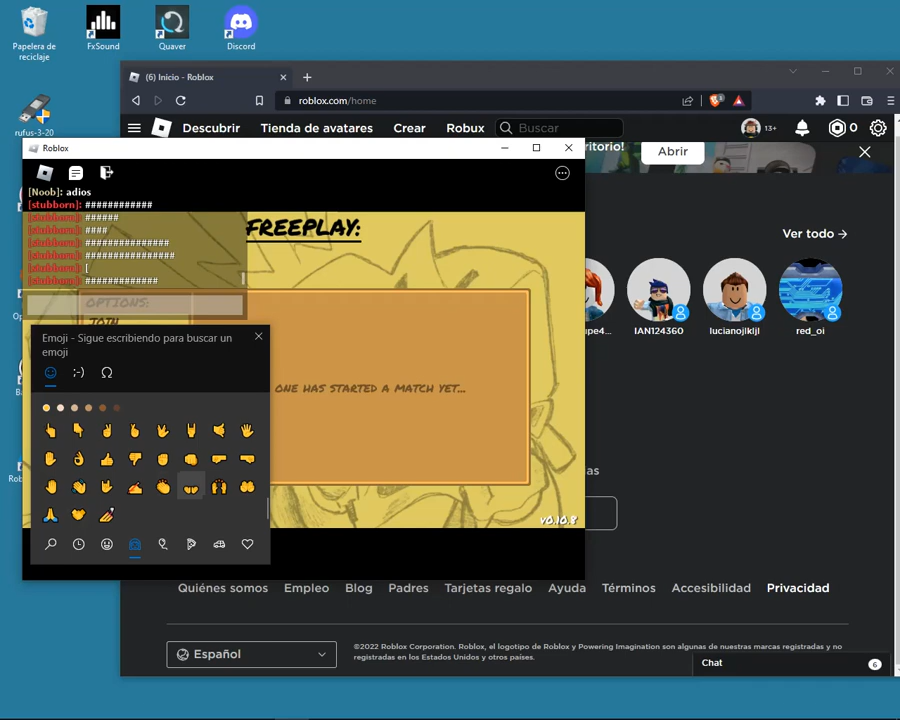 Papelera de
reciclaje
FxSound
Quaver
Discord
rufus-3-20
(6) Inicio - Roblox
roblox.com/home
Descubrir
Tienda de avatares
Crear
Robux
Buscar
13+
0
Abrir
Ver todo
IAN124360
lucianojlkljl
red_oi
Roblox
[Noob]: adios
[stubborn]: ############
[stubborn]: ######
[stubborn]: ####
[stubborn]: ###############
[stubborn]: ################
[stubborn]: [
[stubborn]: #############
FREEPLAY:
OPTIONS:
JOIN
ONE HAS STARTED A MATCH YET...
v0.10.8
Emoji - Sigue escribiendo para buscar un
emoji
;-)
Ω
Quiénes somos
Empleo
Blog
Padres
Tarjetas regalo
Ayuda
Términos
Accesibilidad
Privacidad
Español
©2022 Roblox Corporation. Roblox, el logotipo de Roblox y Powering Imagination son algunas de nuestras marcas registradas y no
registradas en los Estados Unidos y otros países.
Chat
6